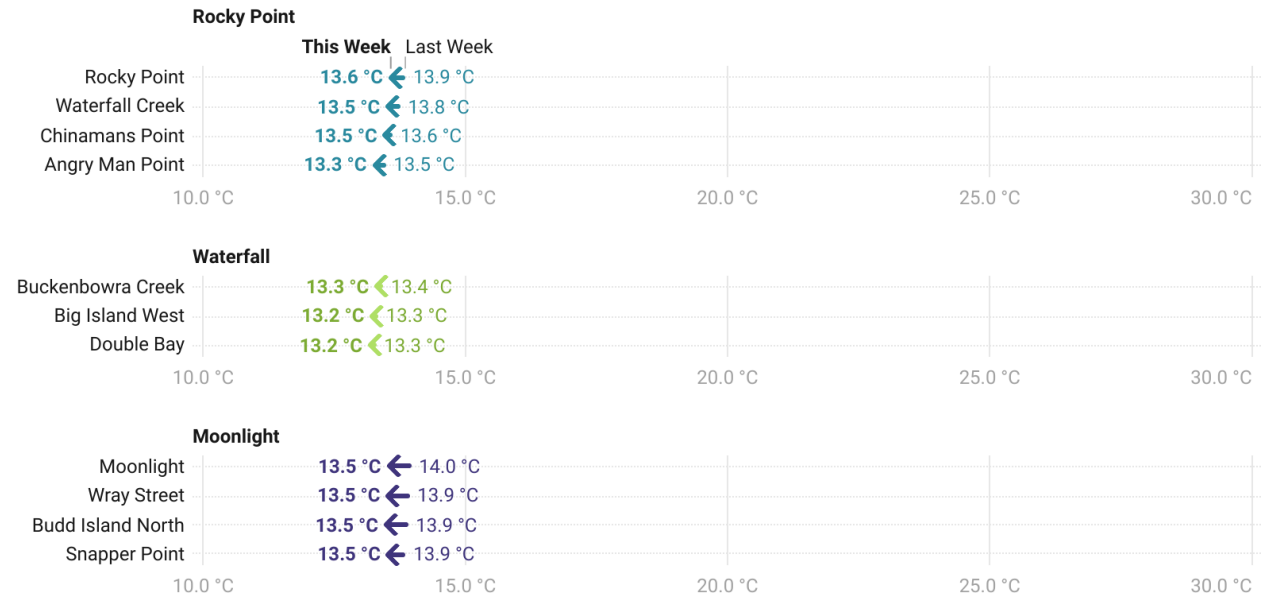 Rocky Point
This Week Last Week
Rocky Point 13.6 °C 13.9 °C
Waterfall Creek 13.5 °C 13.8 °C
Chinamans Point 13.5 °C 13.6 °C
Angry Man Point 13.3 °C 13.5 °C
10.0 °C 15.0 °C 20.0 °C 25.0 °C 30.0 °C
Waterfall
Buckenbowra Creek 13.3 °C 13.4 °C
Big Island West 13.2 °C 13.3 °C
Double Bay 13.2 °C 13.3 °C
10.0 °C 15.0 °C 20.0 °C 25.0 °C 30.0 °C
Moonlight
Moonlight 13.5 °C 14.0 °C
Wray Street 13.5 °C 13.9 °C
Budd Island North 13.5 °C 13.9 °C
Snapper Point 13.5 °C 13.9 °C
10.0 °C 15.0 °C 20.0 °C 25.0 °C 30.0 °C